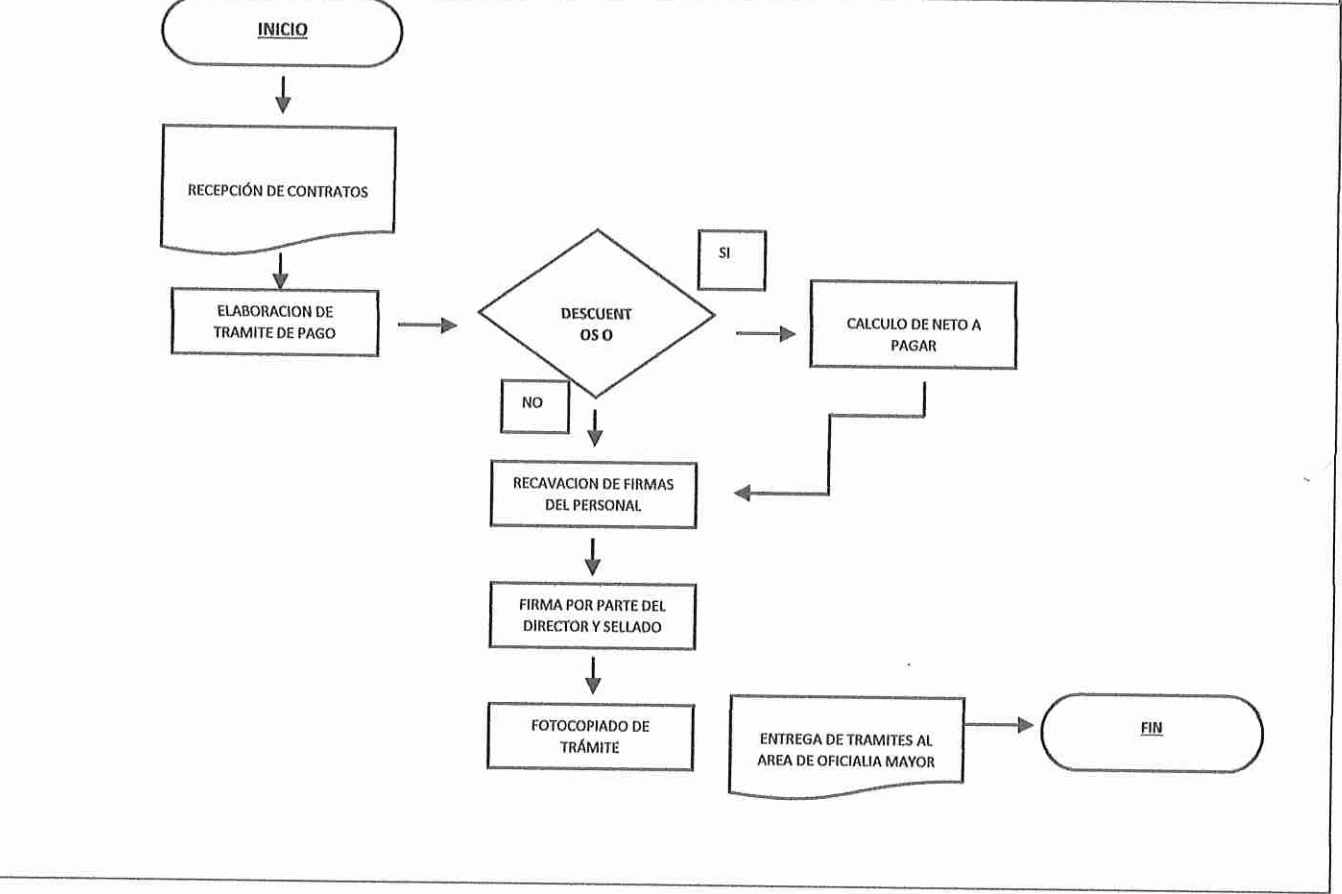 INICIO
RECEPCIÓN DE CONTRATOS
ELABORACION DE
TRAMITE DE PAGO
DESCUENT
OS O
SI
CALCULO DE NETO A
PAGAR
NO
RECAVACION DE FIRMAS
DEL PERSONAL
FIRMA POR PARTE DEL
DIRECTOR Y SELLADO
FOTOCOPIADO DE
TRÁMITE
ENTREGA DE TRAMITES AL
AREA DE OFICIALIA MAYOR
FIN